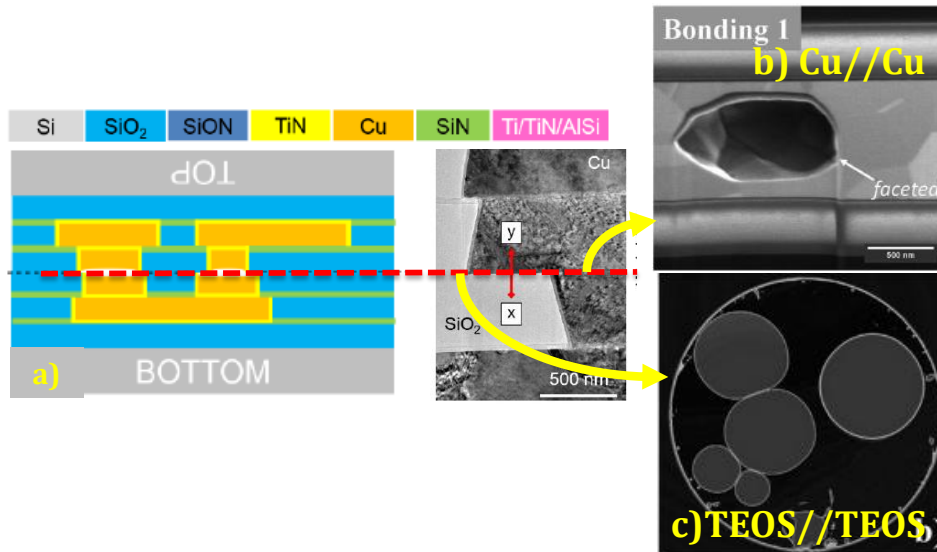 Si SiO2 SiON TiN Cu SiN Ti/TiN/AlSi
TOP
BOTTOM
a)
Cu
y
x
SiO2
500 nm
Bonding 1
b) Cu//Cu
faceted
500 nm
c)TEOS//TEOS
b